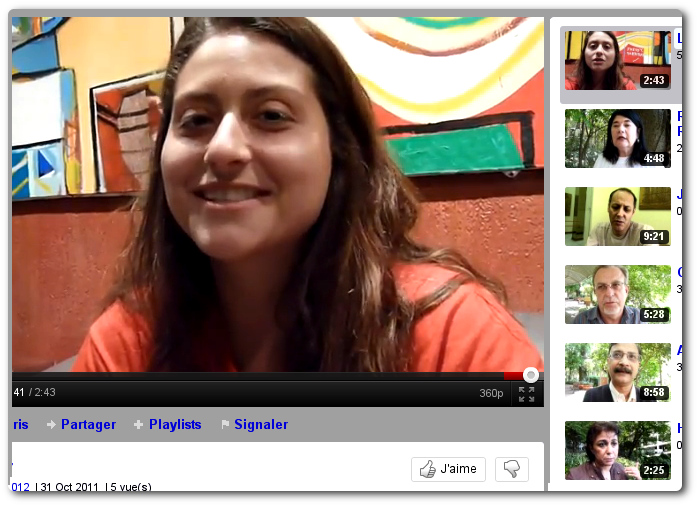 41 / 2:43
360p
ris
Partager
Playlists
Signaler
J'aime
012 | 31 Oct 2011 | 5 vue(s)
2:43
4:48
9:21
5:28
8:58
2:25